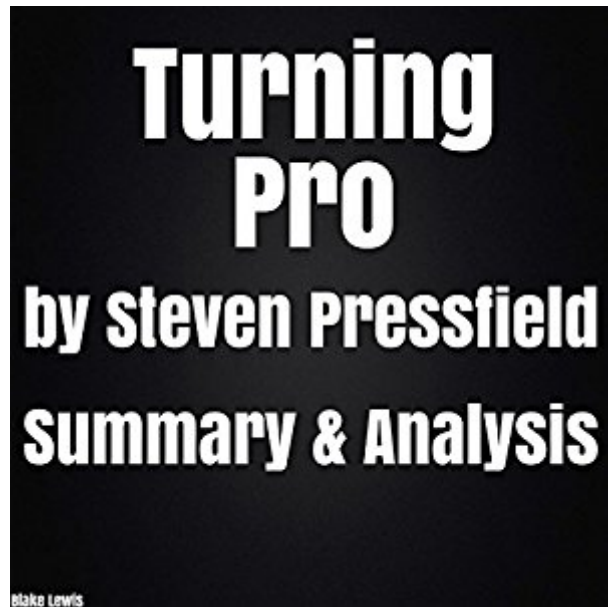 Turning
Pro
by Steven Pressfield
Summary & Analysis
Blake Lewis